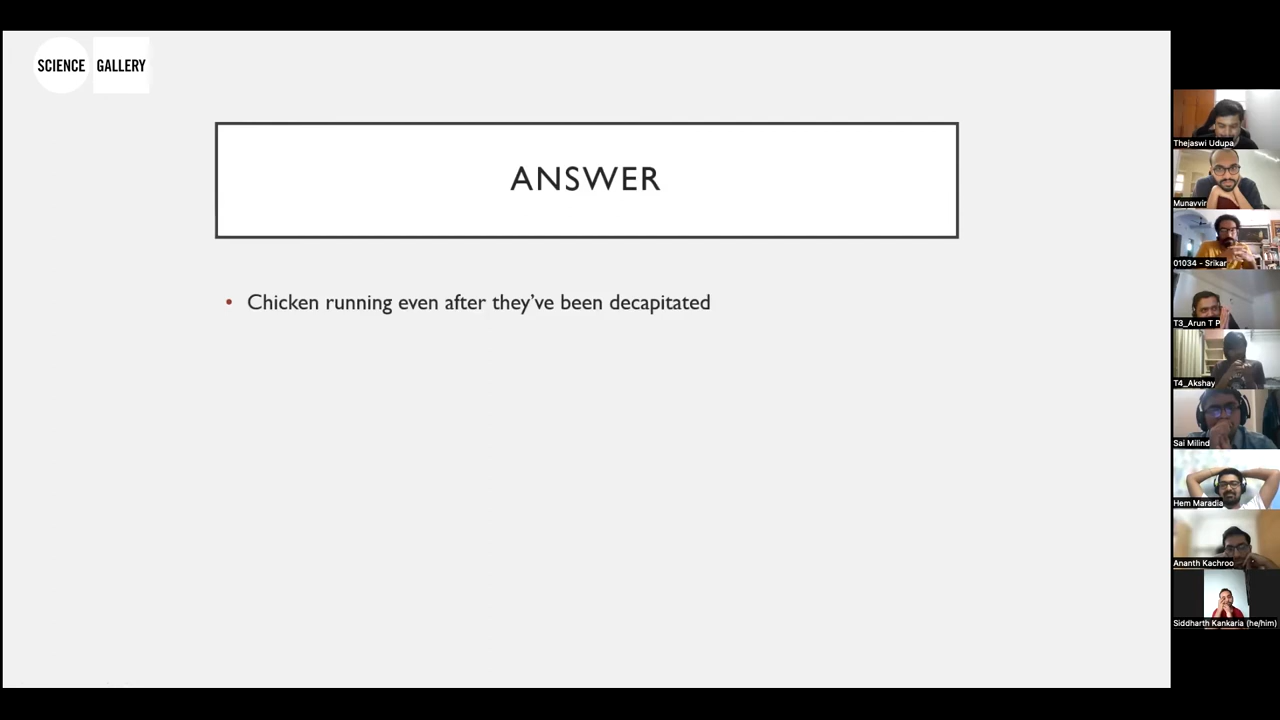 SCIENCE GALLERY
ANSWER
• Chicken running even after they’ve been decapitated
Thejaswi Udupa
Munavvir
01034 - Srikar
T3_Arun T P
T4_Akshay
Sai Milind
Hem Maradia
Ananth Kachroo
Siddharth Kankaria (he/him)